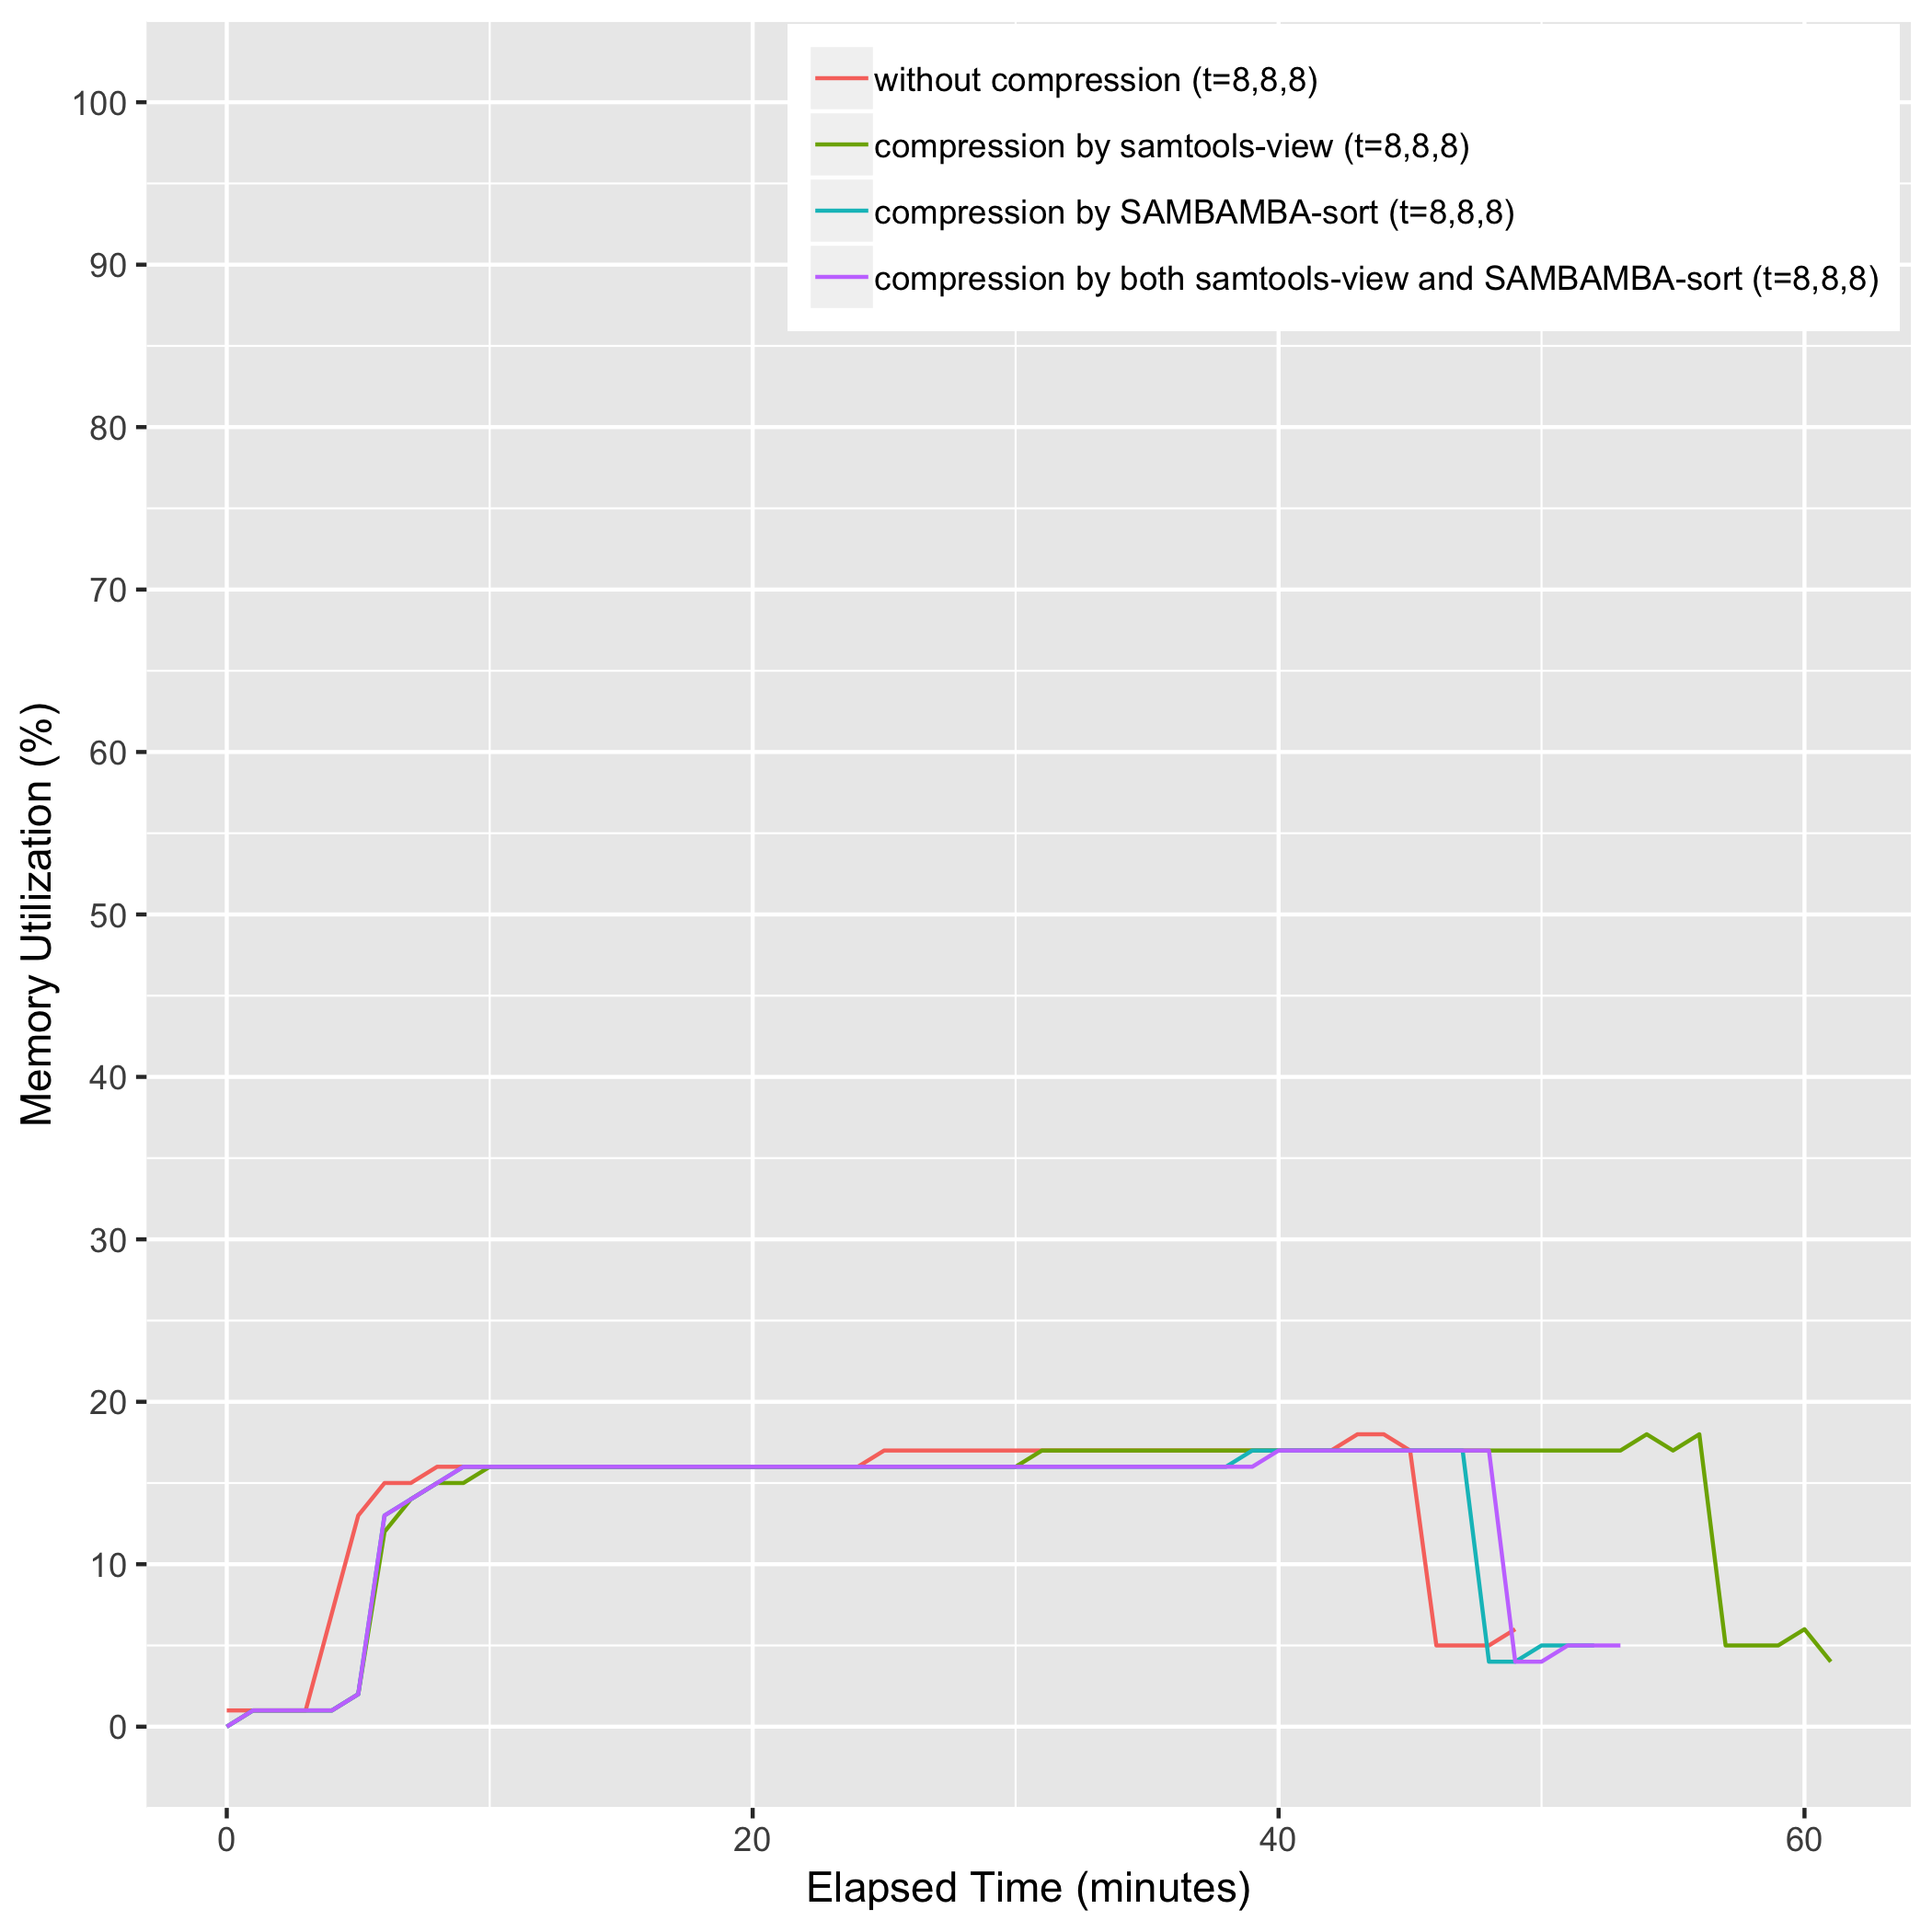 without compression (t=8,8,8)
compression by samtools-view (t=8,8,8)
compression by SAMBAMBA-sort (t=8,8,8)
compression by both samtools-view and SAMBAMBA-sort (t=8,8,8)
100
90
80
70
60
50
40
30
20
10
0
Memory Utilization (%)
0 20 40 60
Elapsed Time (minutes)